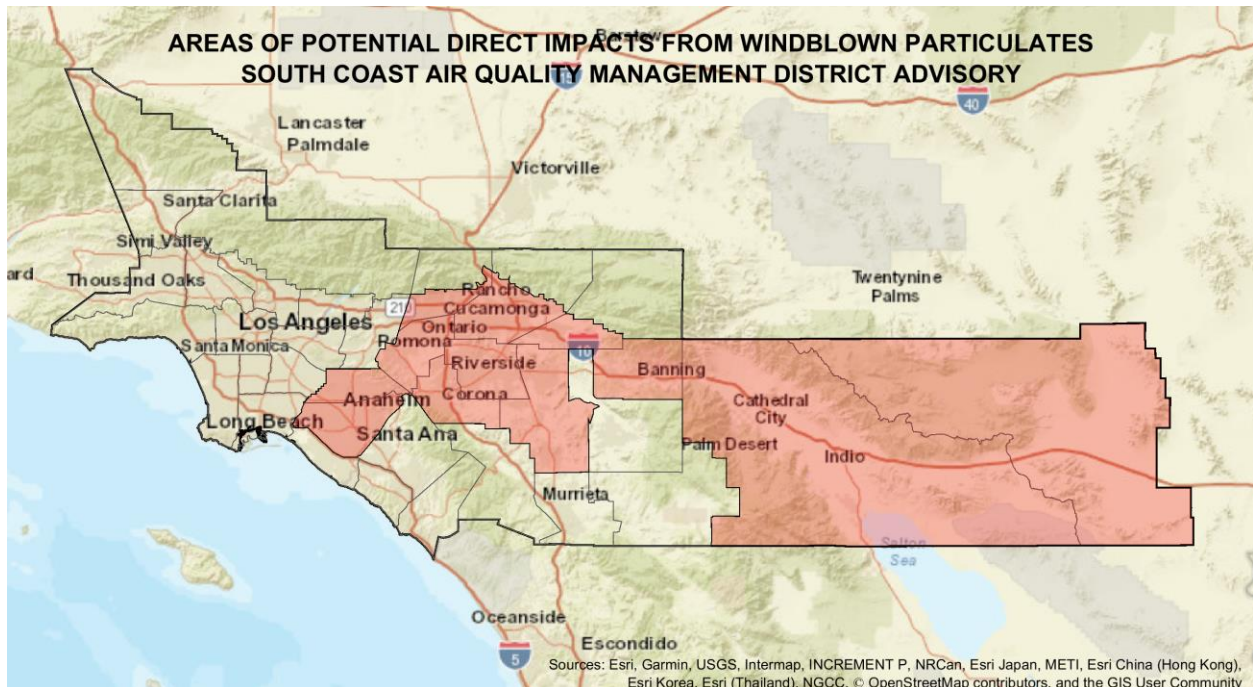 AREAS OF POTENTIAL DIRECT IMPACTS FROM WINDBLOWN PARTICULATES
SOUTH COAST AIR QUALITY MANAGEMENT DISTRICT ADVISORY
Barstow
15
40
Lancaster
Palmdale
Victorville
Santa Clarita
Simi Valley
ard
Thousand Oaks
Twentynine
Palms
Rancho
Cucamonga
210
Los Angeles
Ontario
Pomona
Santa Monica
10
Riverside
Banning
Anaheim
Corona
Cathedral
City
Long Beach
Santa Ana
Palm Desert
Indio
Murrieta
Salton
Sea
Oceanside
Escondido
5
Sources: Esri, Garmin, USGS, Intermap, INCREMENT P, NRCan, Esri Japan, METI, Esri China (Hong Kong),
Esri Korea, Esri (Thailand), NGCC, © OpenStreetMap contributors, and the GIS User Community